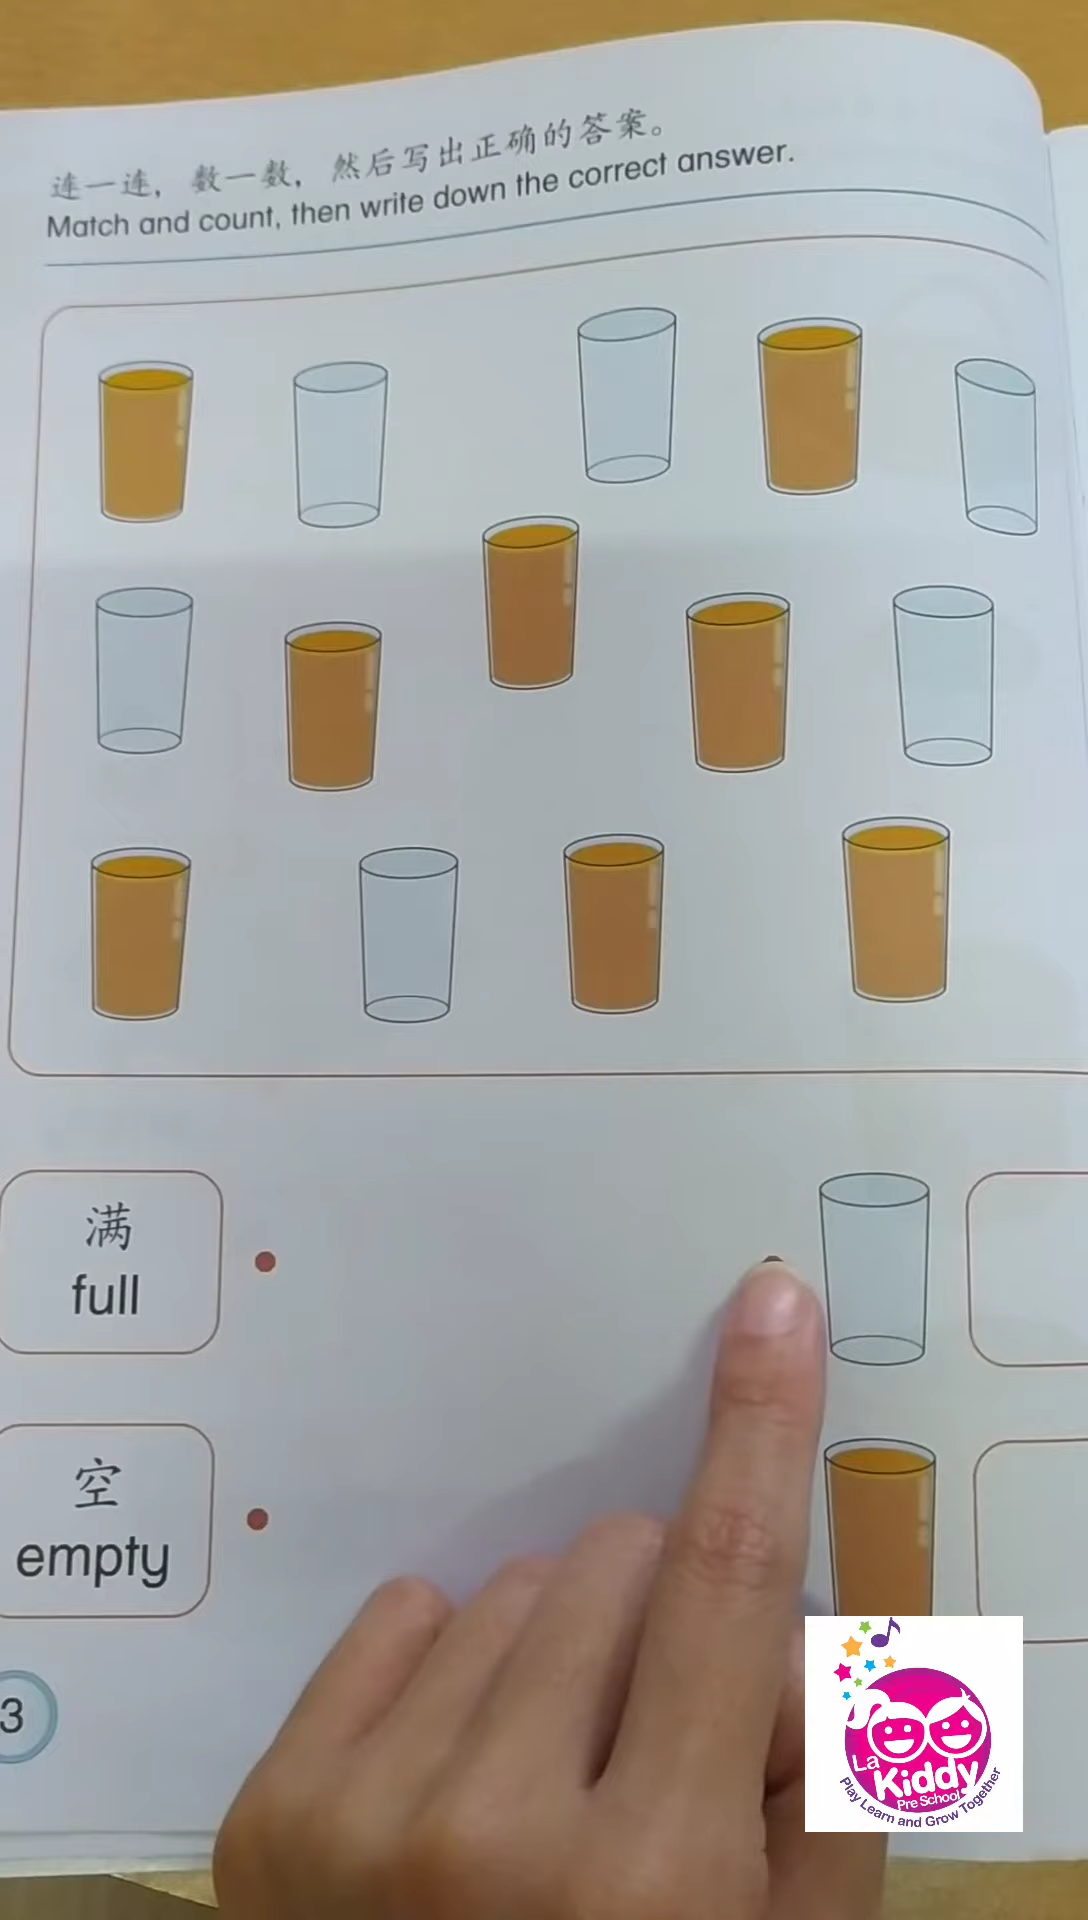 连一连，数一数，然后写出正确的答案。
Match and count, then write down the correct answer.
满
full
空
empty
3
La
Kiddy
Pre School
Play Learn and Grow Together